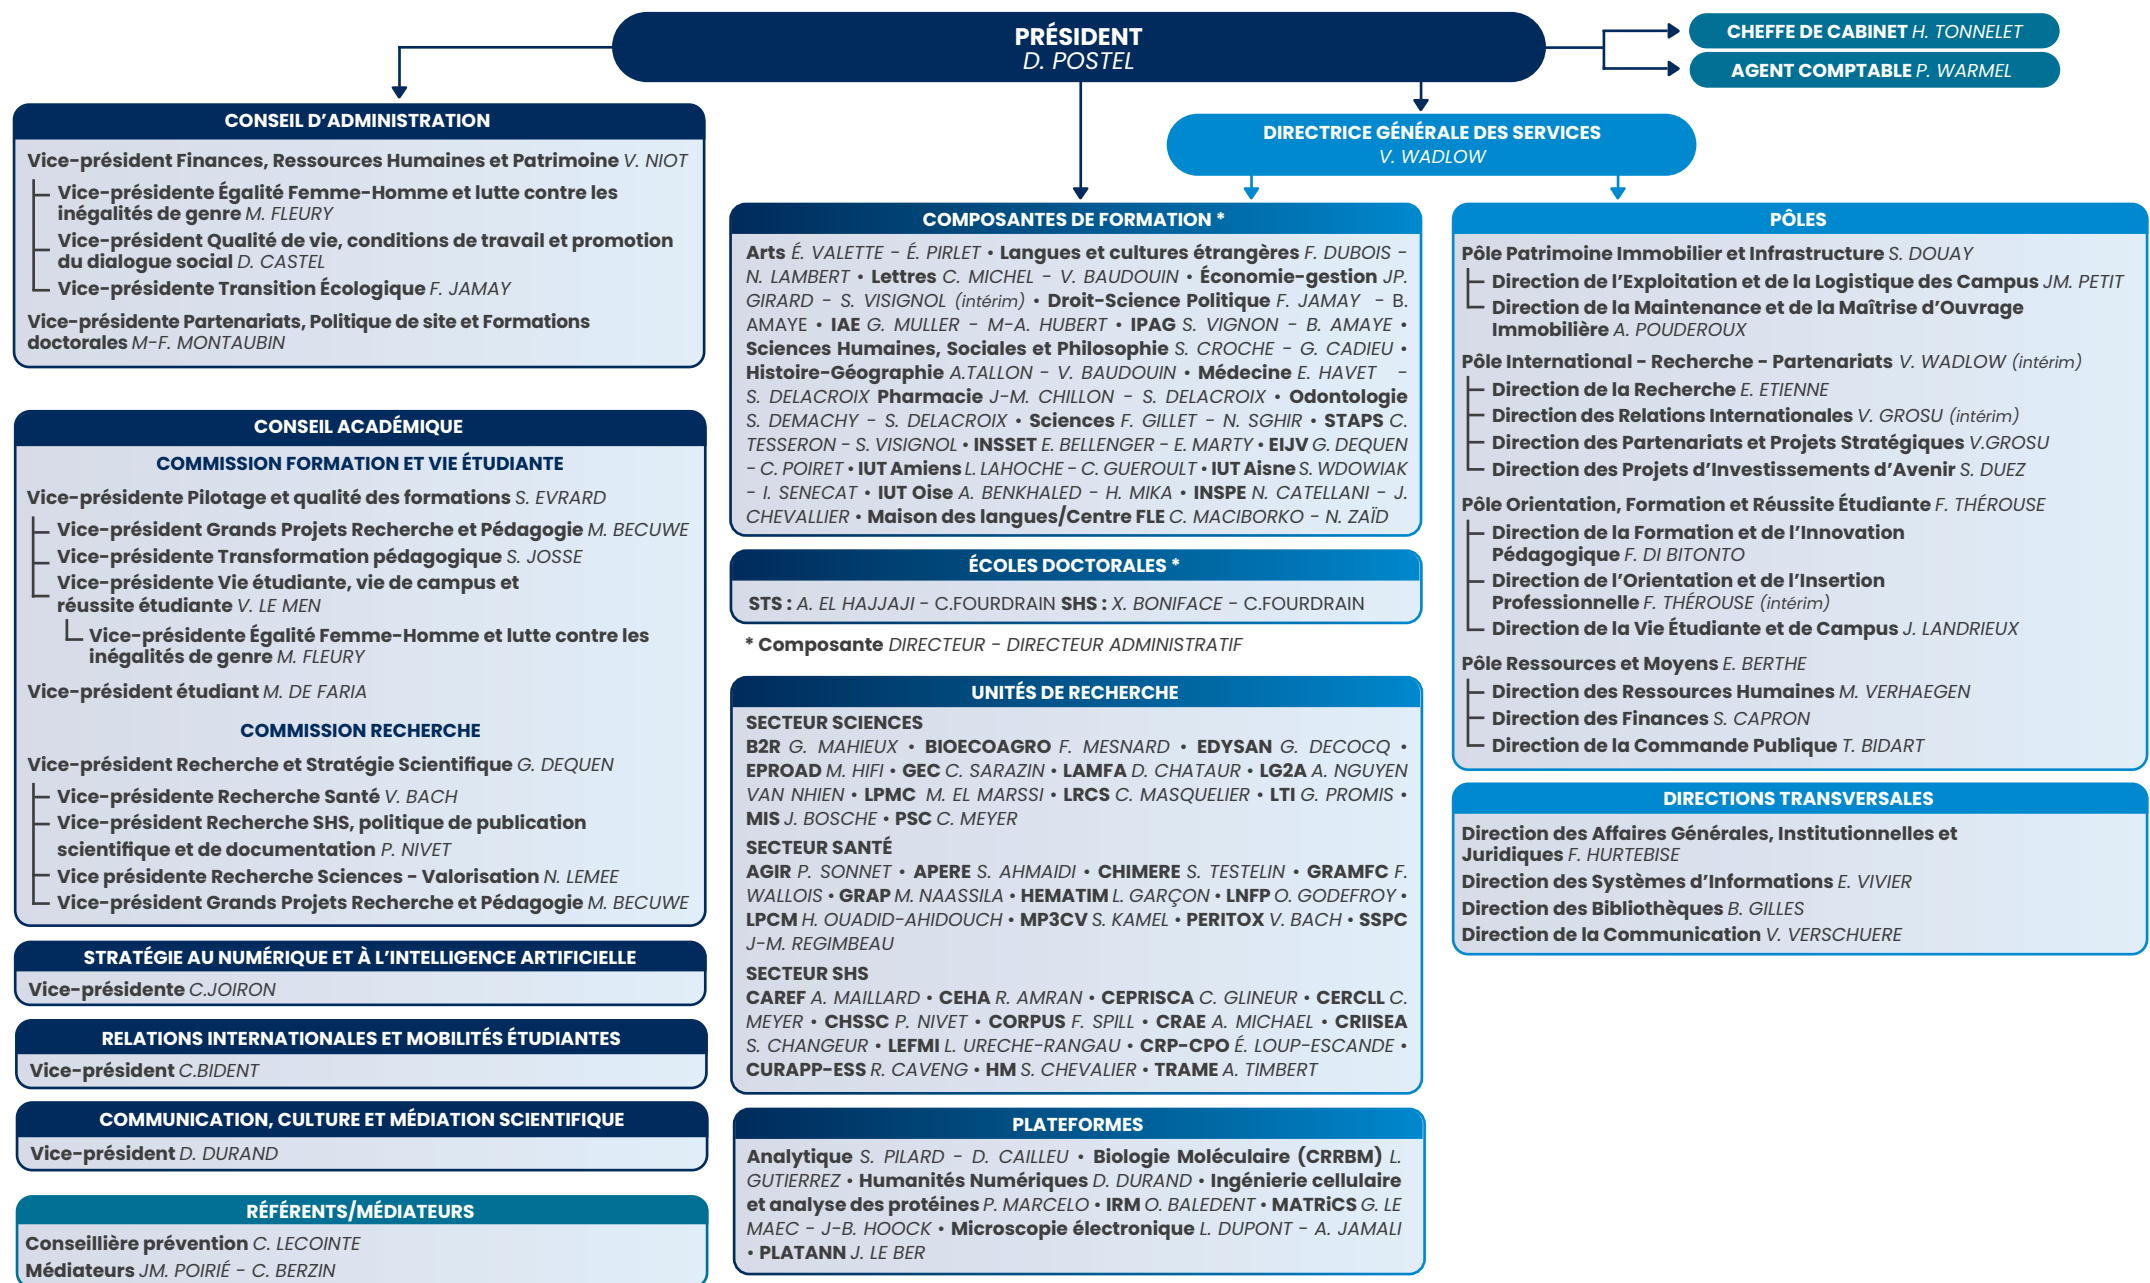 PRÉSIDENT
D. POSTEL
CHEFFE DE CABINET H. TONNELET
AGENT COMPTABLE P. WARMEL
DIRECTRICE GÉNÉRALE DES SERVICES
V. WADLOW
CONSEIL D'ADMINISTRATION
Vice-président Finances, Ressources Humaines et Patrimoine V. NIOT
Vice-présidente Égalité Femme-Homme et lutte contre les
inégalités de genre M. FLEURY
Vice-président Qualité de vie, conditions de travail et promotion
du dialogue social D. CASTEL
Vice-présidente Transition Écologique F. JAMAY
Vice-présidente Partenariats, Politique de site et Formations
doctorales M-F. MONTAUBIN
CONSEIL ACADÉMIQUE
COMMISSION FORMATION ET VIE ÉTUDIANTE
Vice-présidente Pilotage et qualité des formations S. EVRARD
Vice-président Grands Projets Recherche et Pédagogie M. BECUWE
Vice-présidente Transformation pédagogique S. JOSSE
Vice-présidente Vie étudiante, vie de campus et
réussite étudiante V. LE MEN
Vice-présidente Égalité Femme-Homme et lutte contre les
inégalités de genre M. FLEURY
Vice-président étudiant M. DE FARIA
COMMISSION RECHERCHE
Vice-président Recherche et Stratégie Scientifique G. DEQUEN
Vice-présidente Recherche Santé V. BACH
Vice-président Recherche SHS, politique de publication
scientifique et de documentation P. NIVET
Vice présidente Recherche Sciences - Valorisation N. LEMEE
Vice-président Grands Projets Recherche et Pédagogie M. BECUWE
STRATÉGIE AU NUMÉRIQUE ET À L'INTELLIGENCE ARTIFICIELLE
Vice-présidente C.JOIRON
RELATIONS INTERNATIONALES ET MOBILITÉS ÉTUDIANTES
Vice-président C.BIDENT
COMMUNICATION, CULTURE ET MÉDIATION SCIENTIFIQUE
Vice-président D. DURAND
RÉFÉRENTS/MÉDIATEURS
Conseillière prévention C. LECOINTE
Médiateurs JM. POIRIÉ - C. BERZIN
COMPOSANTES DE FORMATION *
Arts É. VALETTE - É. PIRLET • Langues et cultures étrangères F. DUBOIS -
N. LAMBERT • Lettres C. MICHEL - V. BAUDOUIN • Économie-gestion JP.
GIRARD - S. VISIGNOL (intérim) • Droit-Science Politique F. JAMAY - B.
AMAYE • IAE G. MULLER - M-A. HUBERT • IPAG S. VIGNON - B. AMAYE •
Sciences Humaines, Sociales et Philosophie S. CROCHE - G. CADIEU •
Histoire-Géographie A.TALLON - V. BAUDOUIN • Médecine E. HAVET -
S. DELACROIX Pharmacie J-M. CHILLON - S. DELACROIX • Odontologie
S. DEMACHY - S. DELACROIX • Sciences F. GILLET - N. SGHIR • STAPS C.
TESSERON - S. VISIGNOL • INSSET E. BELLENGER - E. MARTY • EIJV G. DEQUEN
- C. POIRET • IUT Amiens L. LAHOCHE - C. GUEROULT • IUT Aisne S. WDOWIAK
- I. SENECAT • IUT Oise A. BENKHALED - H. MIKA • INSPE N. CATELLANI - J.
CHEVALLIER • Maison des langues/Centre FLE C. MACIBORKO - N. ZAÏD
ÉCOLES DOCTORALES *
STS : A. EL HAJJAJI - C.FOURDRAIN SHS : X. BONIFACE - C.FOURDRAIN
* Composante DIRECTEUR - DIRECTEUR ADMINISTRATIF
UNITÉS DE RECHERCHE
SECTEUR SCIENCES
B2R G. MAHIEUX • BIOECOAGRO F. MESNARD • EDYSAN G. DECOCQ •
EPROAD M. HIFI • GEC C. SARAZIN • LAMFA D. CHATAUR • LG2A A. NGUYEN
VAN NHIEN • LPMC M. EL MARSSI • LRCS C. MASQUELIER • LTI G. PROMIS •
MIS J. BOSCHE • PSC C. MEYER
SECTEUR SANTÉ
AGIR P. SONNET • APERE S. AHMAIDI • CHIMERE S. TESTELIN • GRAMFC F.
WALLOIS • GRAP M. NAASSILA • HEMATIM L. GARÇON • LNFP O. GODEFROY •
LPCM H. OUADID-AHIDOUCH • MP3CV S. KAMEL • PERITOX V. BACH • SSPC
J-M. REGIMBEAU
SECTEUR SHS
CAREF A. MAILLARD • CEHA R. AMRAN • CEPRISCA C. GLINEUR • CERCLL C.
MEYER • CHSSC P. NIVET • CORPUS F. SPILL • CRAE A. MICHAEL • CRIISEA
S. CHANGEUR • LEFMI L. URECHE-RANGAU • CRP-CPO É. LOUP-ESCANDE •
CURAPP-ESS R. CAVENG • HM S. CHEVALIER • TRAME A. TIMBERT
PLATEFORMES
Analytique S. PILARD - D. CAILLEU • Biologie Moléculaire (CRRBM) L.
GUTIERREZ • Humanités Numériques D. DURAND • Ingénierie cellulaire
et analyse des protéines P. MARCELO • IRM O. BALEDENT • MATRiCS G. LE
MAEC - J-B. HOOCK • Microscopie électronique L. DUPONT - A. JAMALI
• PLATANN J. LE BER
PÔLES
Pôle Patrimoine Immobilier et Infrastructure S. DOUAY
Direction de l'Exploitation et de la Logistique des Campus JM. PETIT
Direction de la Maintenance et de la Maîtrise d'Ouvrage
Immobilière A. POUDEROUX
Pôle International - Recherche - Partenariats V. WADLOW (intérim)
Direction de la Recherche E. ETIENNE
Direction des Relations Internationales V. GROSU (intérim)
Direction des Partenariats et Projets Stratégiques V.GROSU
Direction des Projets d'Investissements d'Avenir S. DUEZ
Pôle Orientation, Formation et Réussite Étudiante F. THÉROUSE
Direction de la Formation et de l'Innovation
Pédagogique F. DI BITONTO
Direction de l'Orientation et de l'Insertion
Professionnelle F. THÉROUSE (intérim)
Direction de la Vie Étudiante et de Campus J. LANDRIEUX
Pôle Ressources et Moyens E. BERTHE
Direction des Ressources Humaines M. VERHAEGEN
Direction des Finances S. CAPRON
Direction de la Commande Publique T. BIDART
DIRECTIONS TRANSVERSALES
Direction des Affaires Générales, Institutionnelles et
Juridiques F. HURTEBISE
Direction des Systèmes d'Informations E. VIVIER
Direction des Bibliothèques B. GILLES
Direction de la Communication V. VERSCHUERE